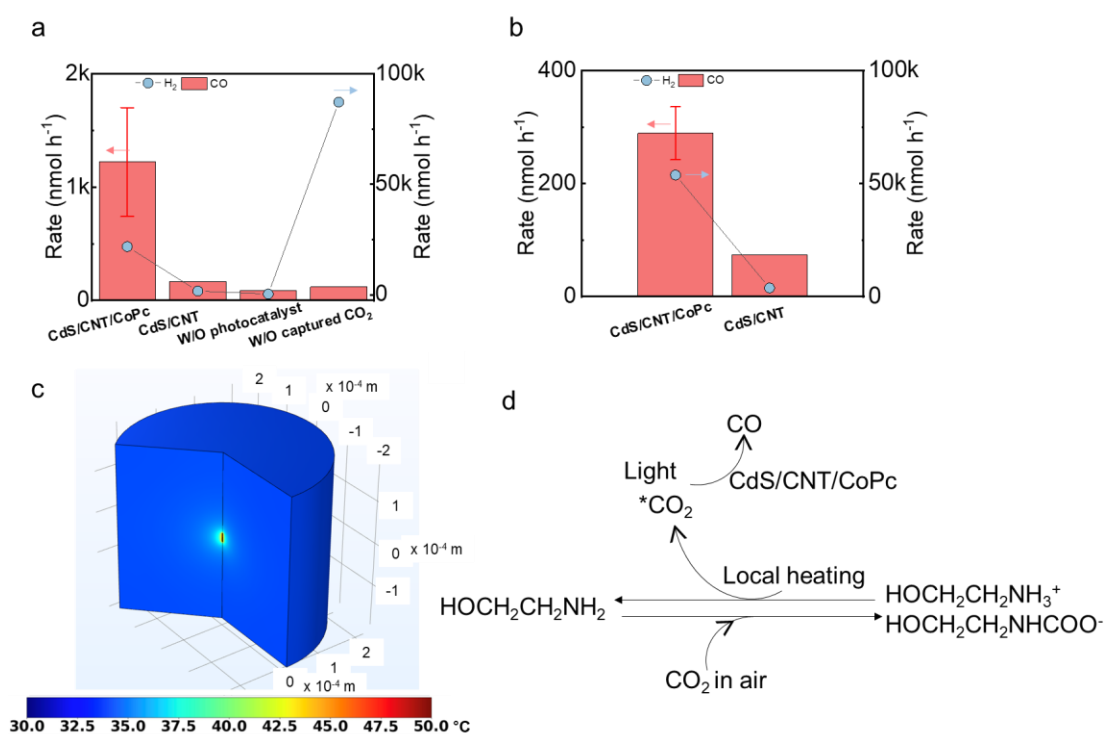 a
2k
1k
0
Rate (nmol h⁻¹)
H₂
CO
100k
50k
0
Rate (nmol h⁻¹)
CdS/CNT/CoPc
CdS/CNT
W/O photocatalyst
W/O captured CO₂
b
400
200
0
Rate (nmol h⁻¹)
H₂
CO
100k
50k
0
Rate (nmol h⁻¹)
CdS/CNT/CoPc
CdS/CNT
c
2
1
0
-1
-2
x 10⁻⁴ m
1
0
-1
x 10⁻⁴ m
2
1
0
x 10⁻⁴ m
30.0 32.5 35.0 37.5 40.0 42.5 45.0 47.5 50.0 °C
d
CO
Light
CdS/CNT/CoPc
*CO₂
Local heating
HOCH₂CH₂NH₂
HOCH₂CH₂NH₃⁺
HOCH₂CH₂NHCOO⁻
CO₂ in air